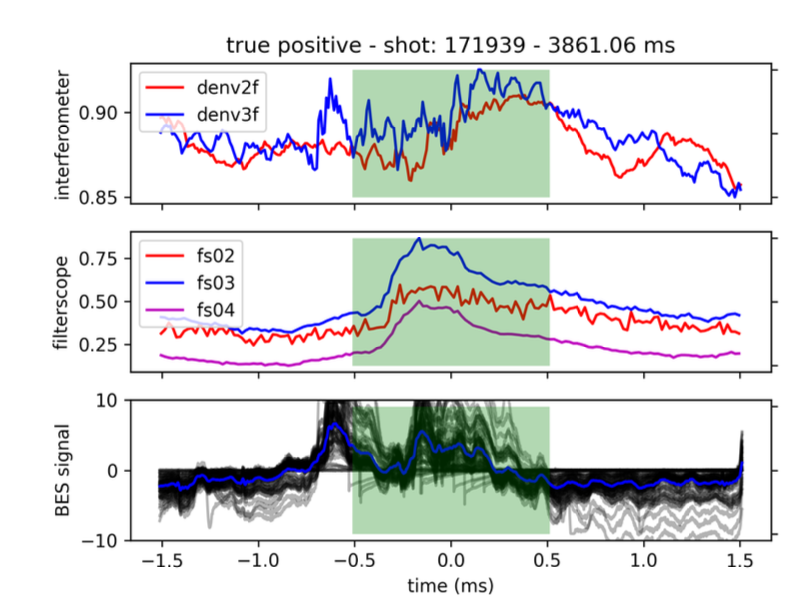 true positive - shot: 171939 - 3861.06 ms
interferometer
0.90
0.85
denv2f
denv3f
filterscope
0.75
0.50
0.25
fs02
fs03
fs04
BES signal
10
0
−10
−1.5 −1.0 −0.5 0.0 0.5 1.0 1.5
time (ms)